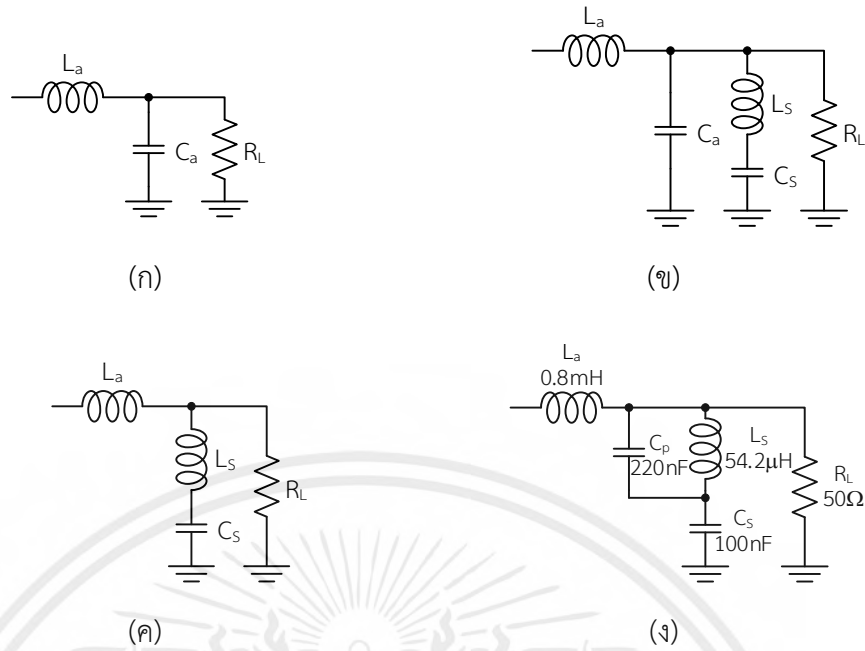 La
Ca
RL
(ก)
La
Ca
LS
CS
RL
(ข)
La
LS
CS
RL
(ค)
La
0.8mH
Cp
220nF
LS
54.2μH
CS
100nF
RL
50Ω
(ง)